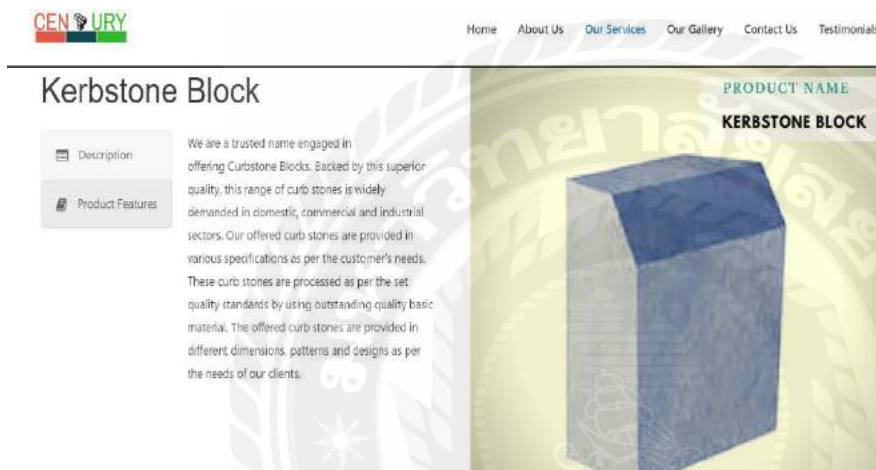 CENTURY
Home About Us Our Services Our Gallery Contact Us Testimonials
Kerbstone Block
PRODUCT NAME
KERBSTONE BLOCK
Description
Product Features
We are a trusted name engaged in
offering Curbstone Blocks. Backed by this superior
quality, this range of curb stones is widely
demanded in domestic, commercial and industrial
sectors. Our offered curb stones are provided in
various specifications as per the customer's needs.
These curb stones are processed as per the set
quality standards by using outstanding quality basic
material. The offered curb stones are provided in
different dimensions, patterns and designs as per
the needs of our clients.